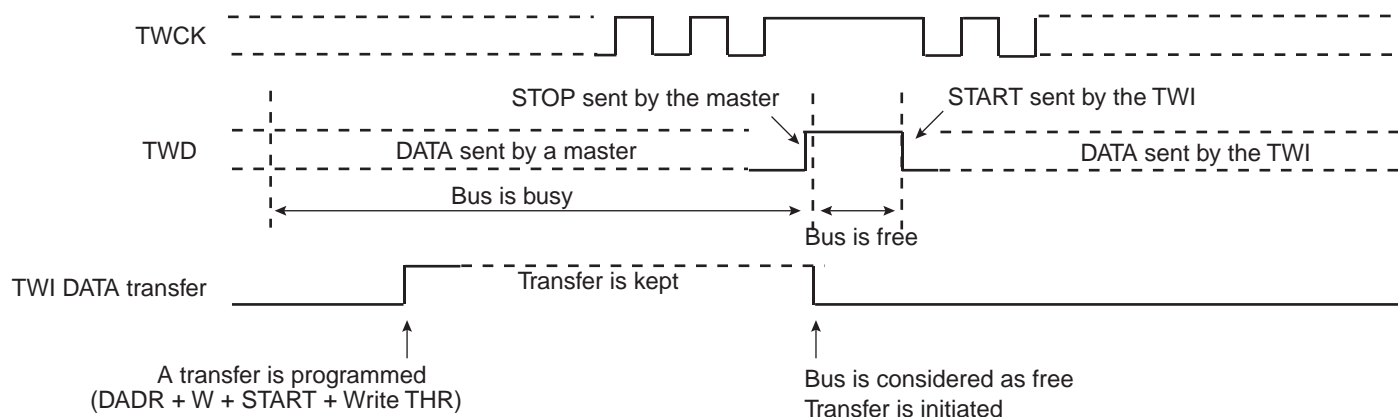 TWCK
STOP sent by the master
START sent by the TWI
TWD
DATA sent by a master
DATA sent by the TWI
Bus is busy
Bus is free
TWI DATA transfer
Transfer is kept
A transfer is programmed
(DADR + W + START + Write THR)
Bus is considered as free
Transfer is initiated